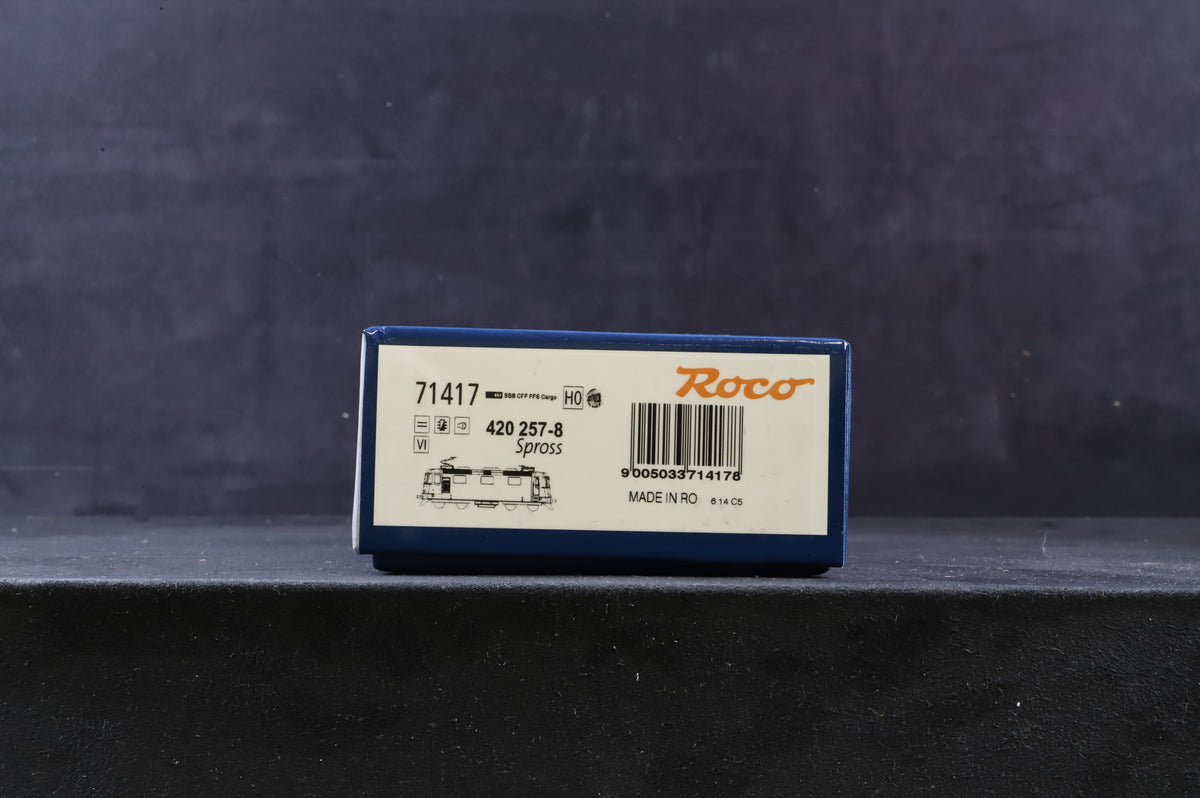 71417 SBB CFF FFS Cargo H0
Roco
VI
420 257-8
Spross
9 005033 714178
MADE IN RO 6 14 C5